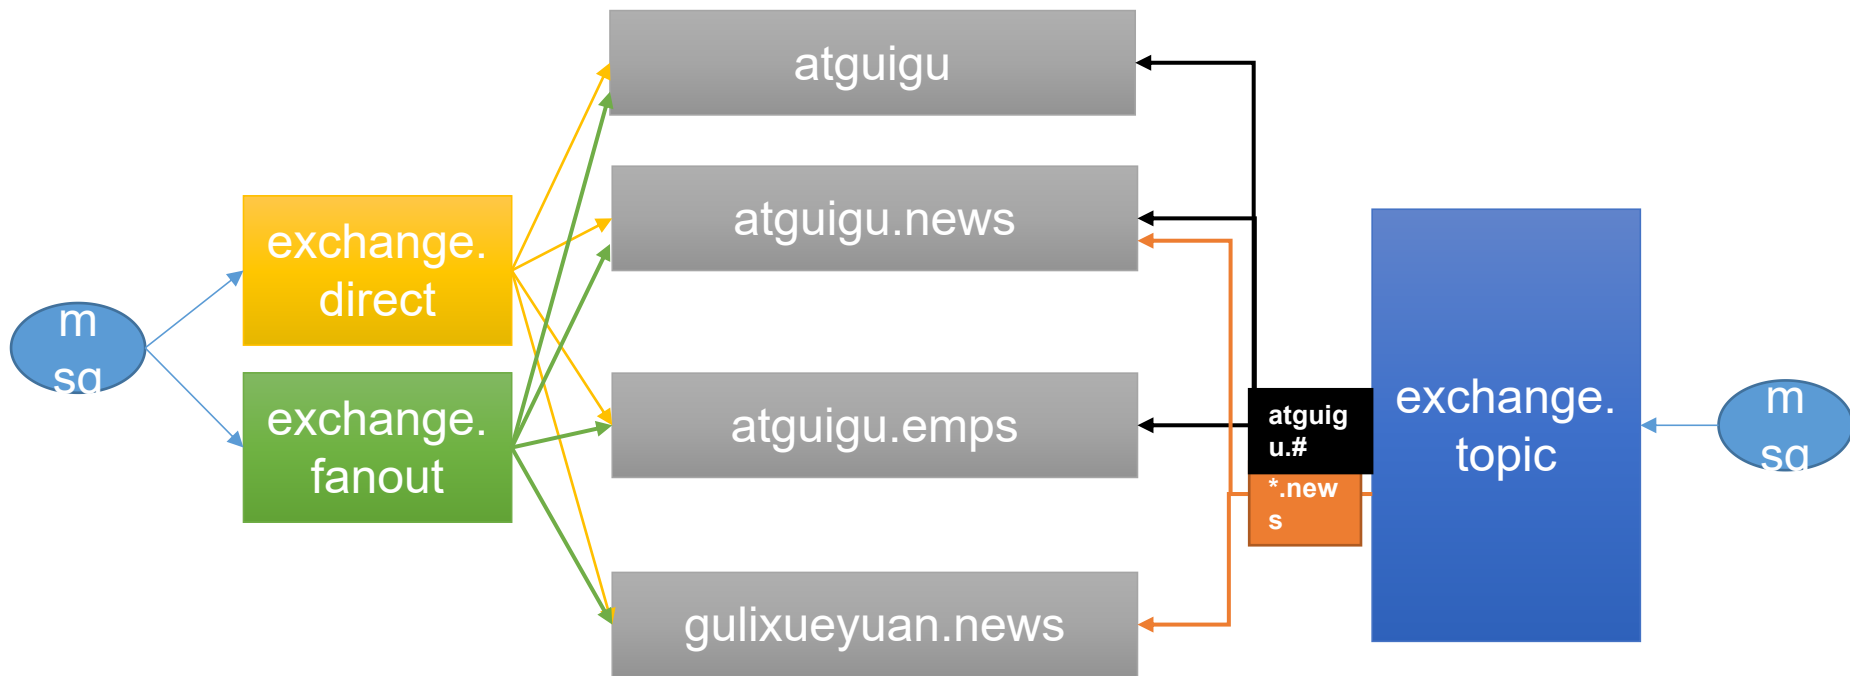 atguigu
atguigu.news
exchange.
direct
m
sg
exchange.
fanout
atguigu.emps
gulixueyuan.news
atguig
u.#
*.new
s
exchange.
topic
m
sg